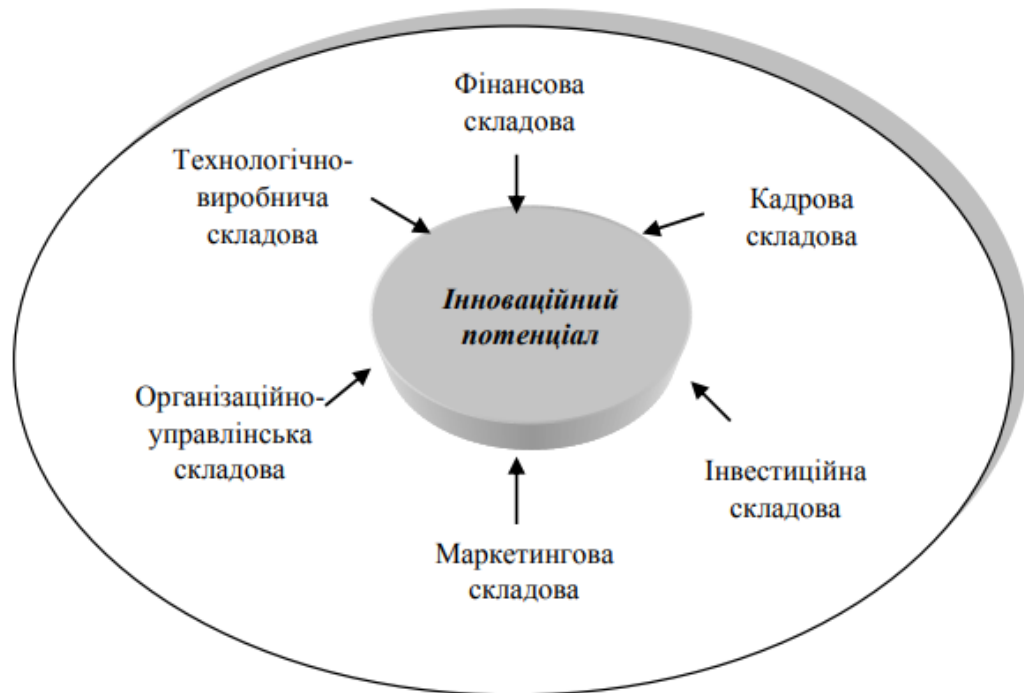 Фінансова
складова
Технологічно-
виробнича
складова
Кадрова
складова
Інноваційний
потенціал
Організаційно-
управлінська
складова
Інвестиційна
складова
Маркетингова
складова